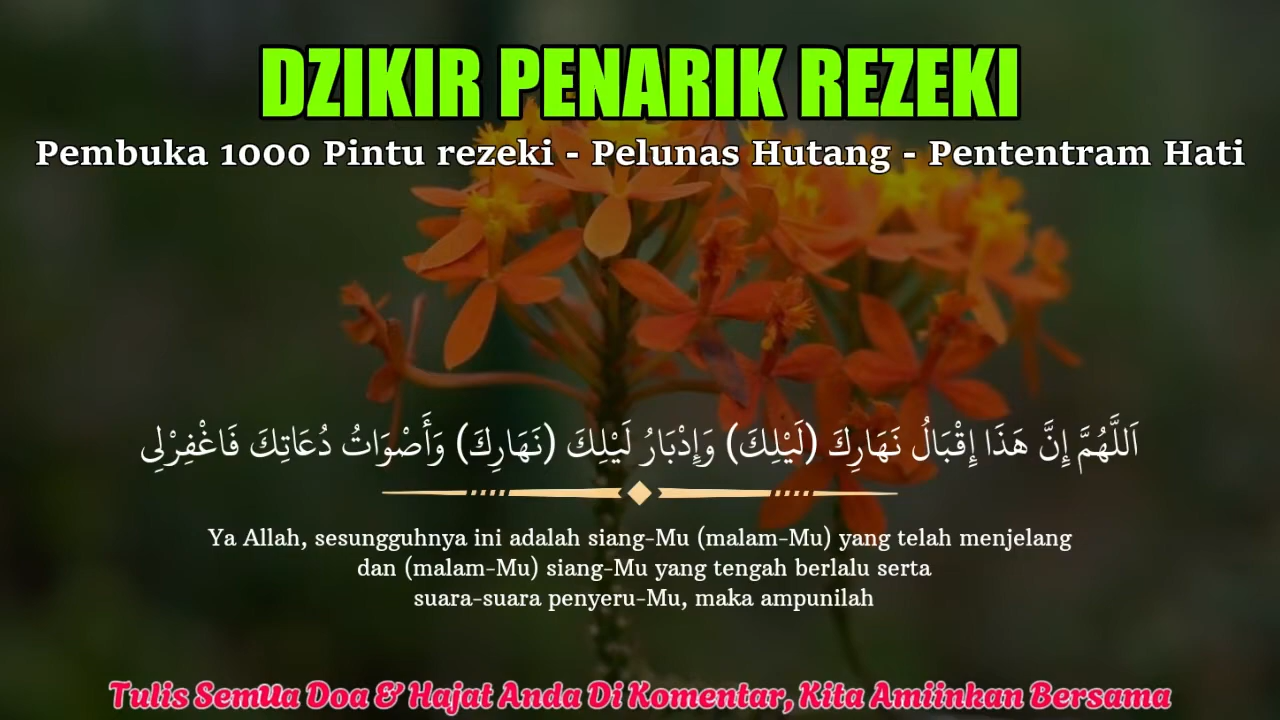 DZIKIR PENARIK REZEKI
Pembuka 1000 Pintu rezeki - Pelunas Hutang - Pententram Hati
اَللَّهُمَّ إِنَّ هَذَا إِقْبَالُ نَهَارِكَ (لَيْلِكَ) وَإِدْبَارُ لَيْلِكَ (نَهَارِكَ) وَأَصْوَاتُ دُعَاتِكَ فَاغْفِرْلِى
Ya Allah, sesungguhnya ini adalah siang-Mu (malam-Mu) yang telah menjelang
dan (malam-Mu) siang-Mu yang tengah berlalu serta
suara-suara penyeru-Mu, maka ampunilah
Tulis Semua Doa & Hajat Anda Di Komentar, Kita Amiinkan Bersama